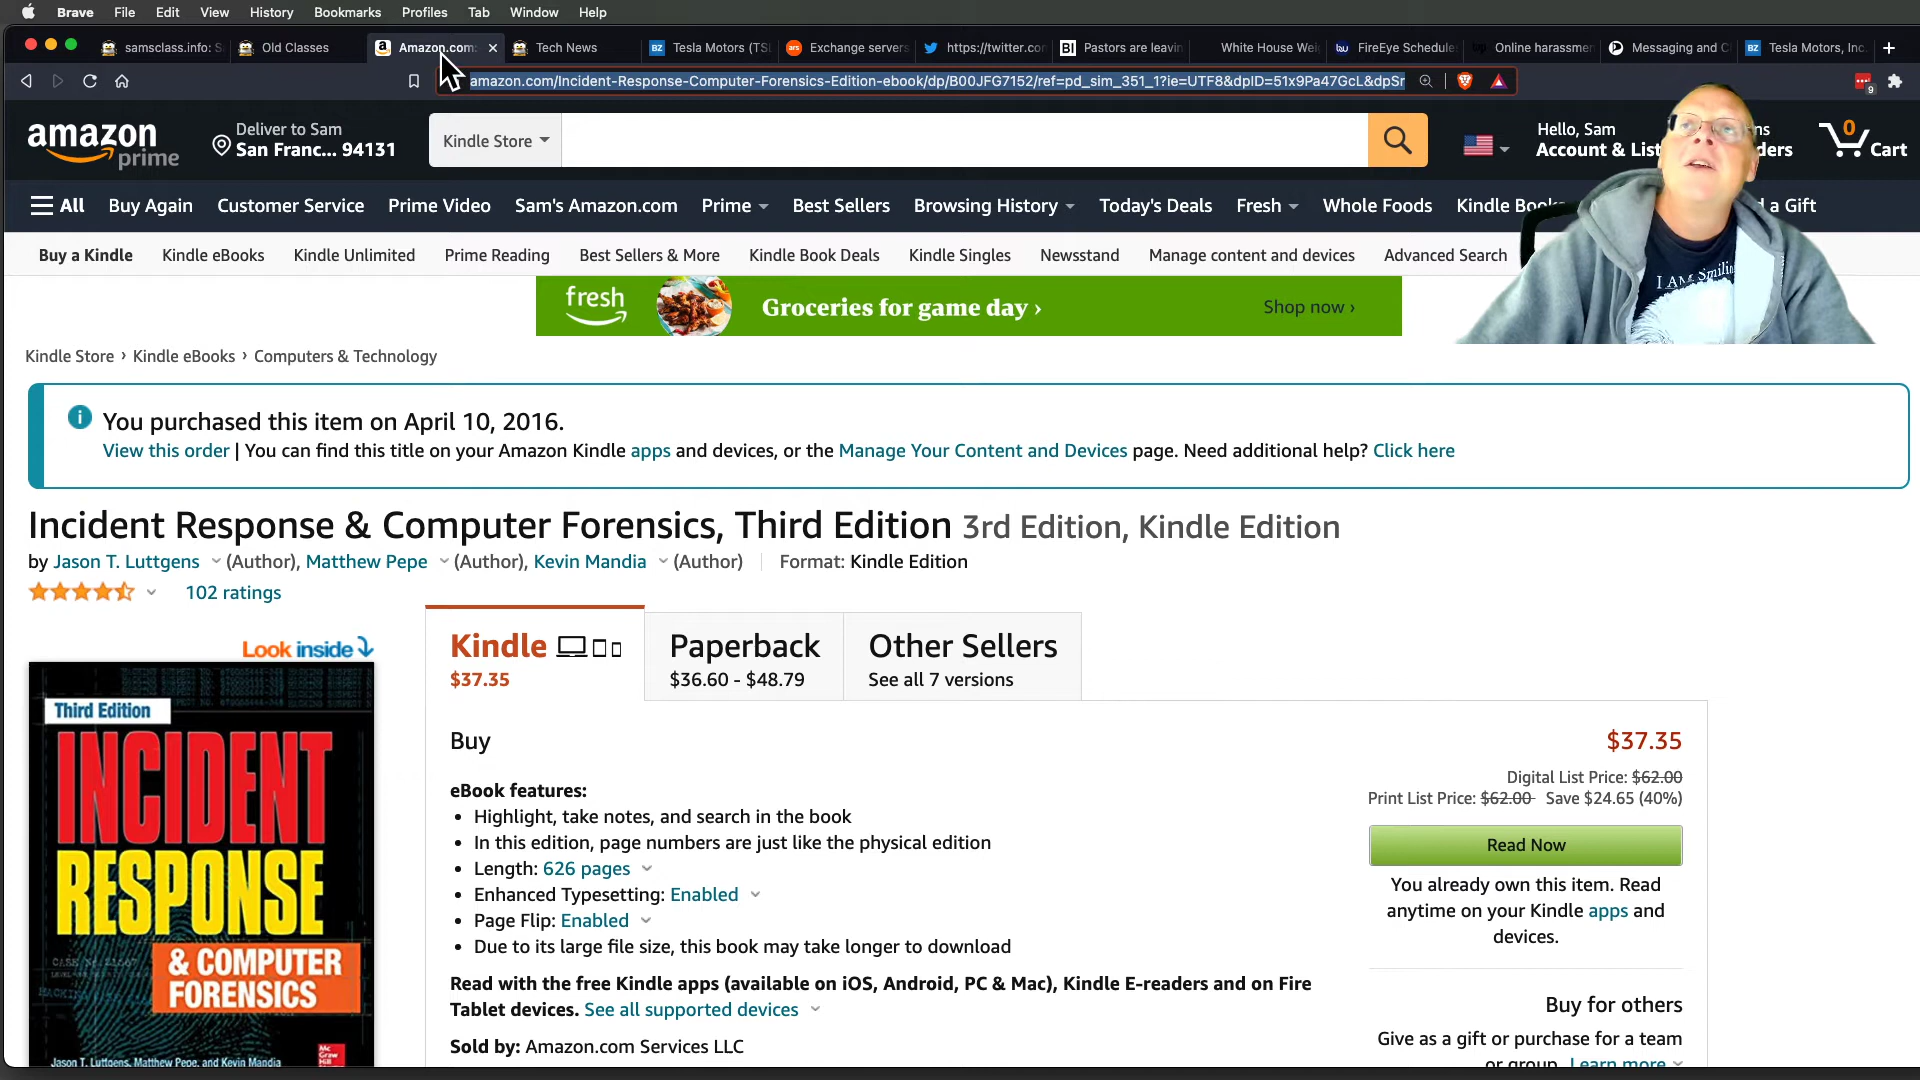 Brave File Edit View History Bookmarks Profiles Tab Window Help
samsclass.info: S Old Classes Amazon.com: Tech News Tesla Motors (TSL Exchange servers https://twitter.con Pastors are leavin White House Wei FireEye Schedule Online harassmen Messaging and C Tesla Motors, Inc.
amazon.com/Incident-Response-Computer-Forensics-Edition-ebook/dp/B00JFG7152/ref=pd_sim_351_1?ie=UTF8&dpID=51x9Pa47GcL&dpSr
9
amazon prime
Deliver to Sam
San Franc... 94131
Kindle Store
Hello, Sam
Account & List
ns
ders
0
Cart
All Buy Again Customer Service Prime Video Sam's Amazon.com Prime Best Sellers Browsing History Today's Deals Fresh Whole Foods Kindle Books d a Gift
Buy a Kindle Kindle eBooks Kindle Unlimited Prime Reading Best Sellers & More Kindle Book Deals Kindle Singles Newsstand Manage content and devices Advanced Search
I AM Smilin
fresh Groceries for game day › Shop now ›
Kindle Store › Kindle eBooks › Computers & Technology
You purchased this item on April 10, 2016.
View this order | You can find this title on your Amazon Kindle apps and devices, or the Manage Your Content and Devices page. Need additional help? Click here
Incident Response & Computer Forensics, Third Edition 3rd Edition, Kindle Edition
by Jason T. Luttgens (Author), Matthew Pepe (Author), Kevin Mandia (Author) Format: Kindle Edition
102 ratings
Look inside
Third Edition
INCIDENT
RESPONSE
& COMPUTER
FORENSICS
Jason T. Luttgens, Matthew Pepe, and Kevin Mandia
Mc
Graw
Hill
Kindle
$37.35
Paperback
$36.60 - $48.79
Other Sellers
See all 7 versions
Buy
$37.35
eBook features:
• Highlight, take notes, and search in the book
• In this edition, page numbers are just like the physical edition
• Length: 626 pages
• Enhanced Typesetting: Enabled
• Page Flip: Enabled
• Due to its large file size, this book may take longer to download
Read with the free Kindle apps (available on iOS, Android, PC & Mac), Kindle E-readers and on Fire
Tablet devices. See all supported devices
Sold by: Amazon.com Services LLC
Digital List Price: $62.00
Print List Price: $62.00 Save $24.65 (40%)
Read Now
You already own this item. Read
anytime on your Kindle apps and
devices.
Buy for others
Give as a gift or purchase for a team
or group. Learn more